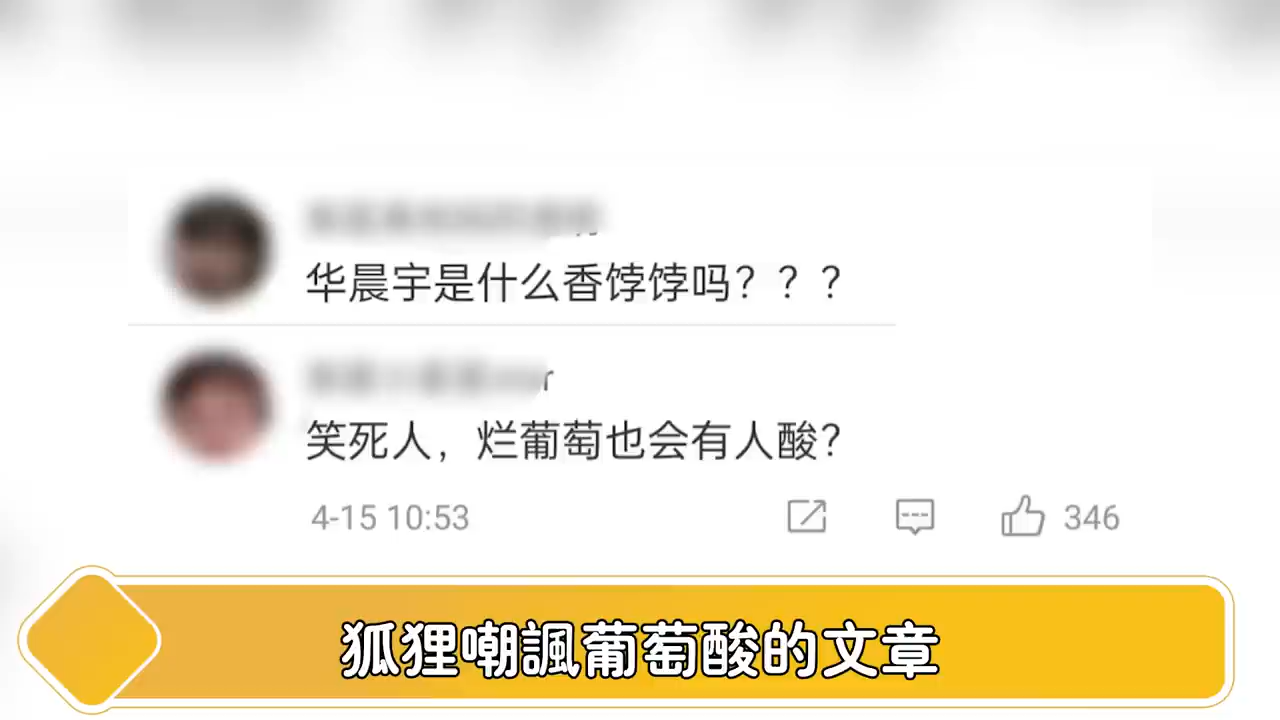 华晨宇是什么香饽饽吗？？？
笑死人，烂葡萄也会有人酸？
4-15 10:53
346
狐狸嘲諷葡萄酸的文章